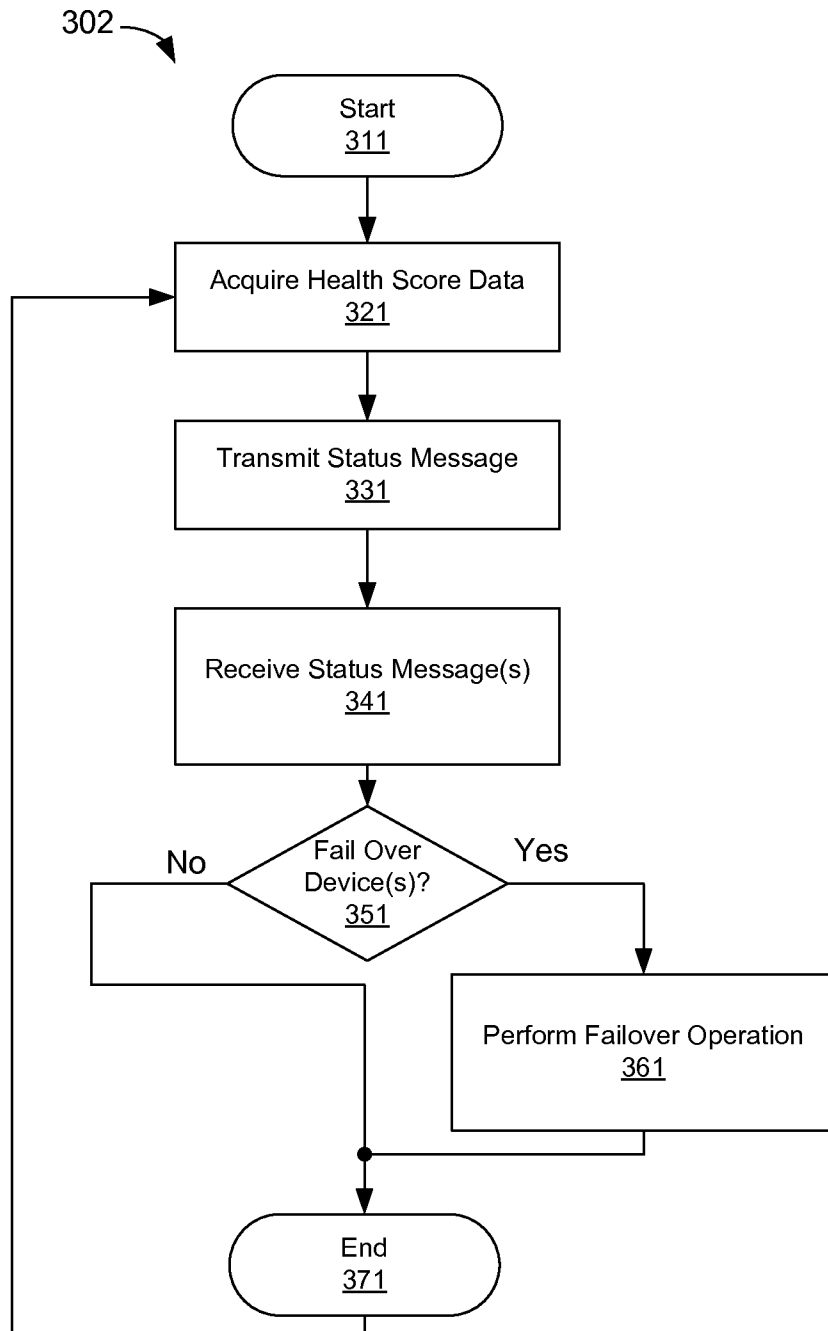 302
Start
311
Acquire Health Score Data
321
Transmit Status Message
331
Receive Status Message(s)
341
No
Fail Over
Device(s)?
351
Yes
Perform Failover Operation
361
End
371